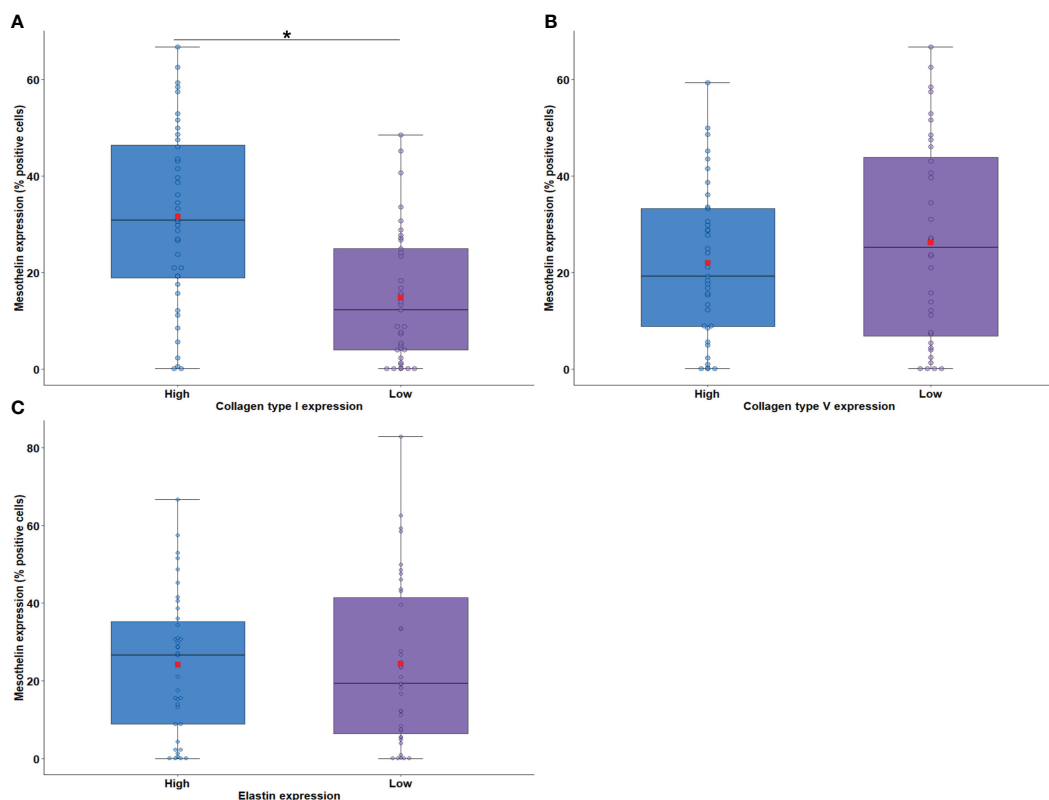 A
*
Mesothelin expression (% positive cells)
60
40
20
0
High
Low
Collagen type I expression
B
Mesothelin expression (% positive cells)
60
40
20
0
High
Low
Collagen type V expression
C
Mesothelin expression (% positive cells)
80
60
40
20
0
High
Low
Elastin expression